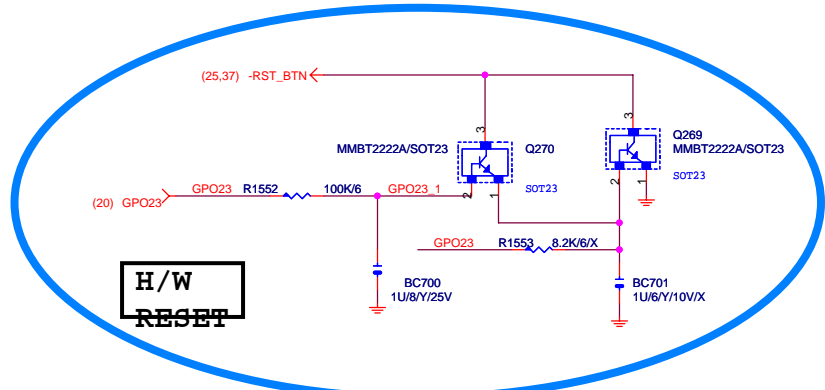 (25,37) -RST_BTN
3
3
MMBT2222A/SOT23
Q270
Q269
MMBT2222A/SOT23
SOT23
SOT23
2
1
2
1
(20) GPO23
GPO23
R1552
100K/6
GPO23_1
GPO23
R1553
8.2K/6/X
BC700
1U/8/Y/25V
BC701
1U/6/Y/10V/X
H/W
RESET